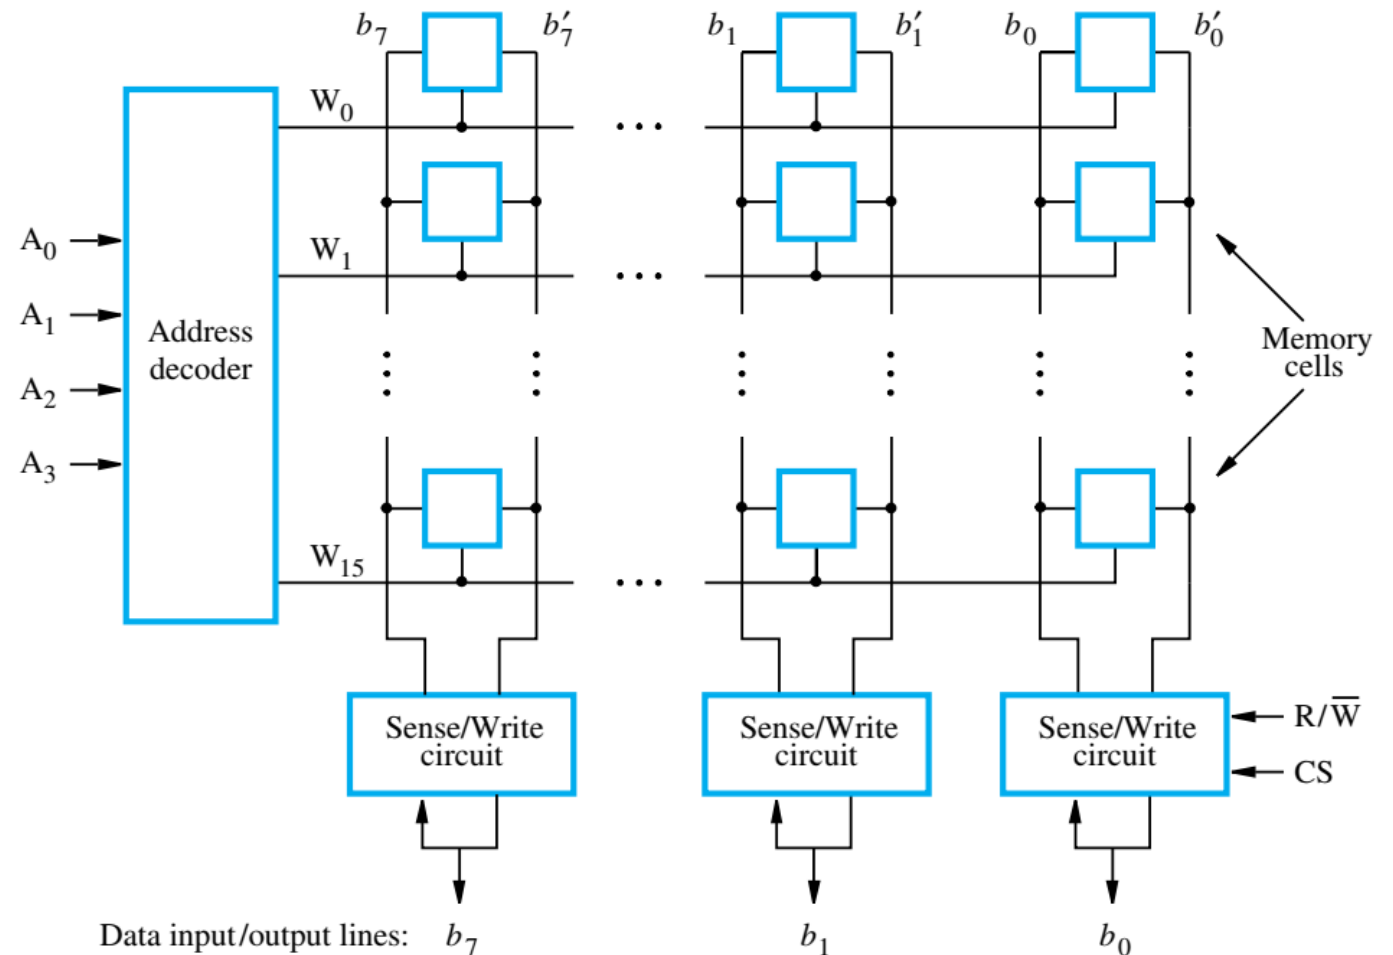 b₇ b′₇ b₁ b′₁ b₀ b′₀
W₀
A₀
W₁
A₁
Address
decoder
Memory
cells
A₂
A₃
W₁₅
Sense/Write
circuit
Sense/Write
circuit
Sense/Write
circuit
R/W̅
CS
Data input/output lines: b₇ b₁ b₀